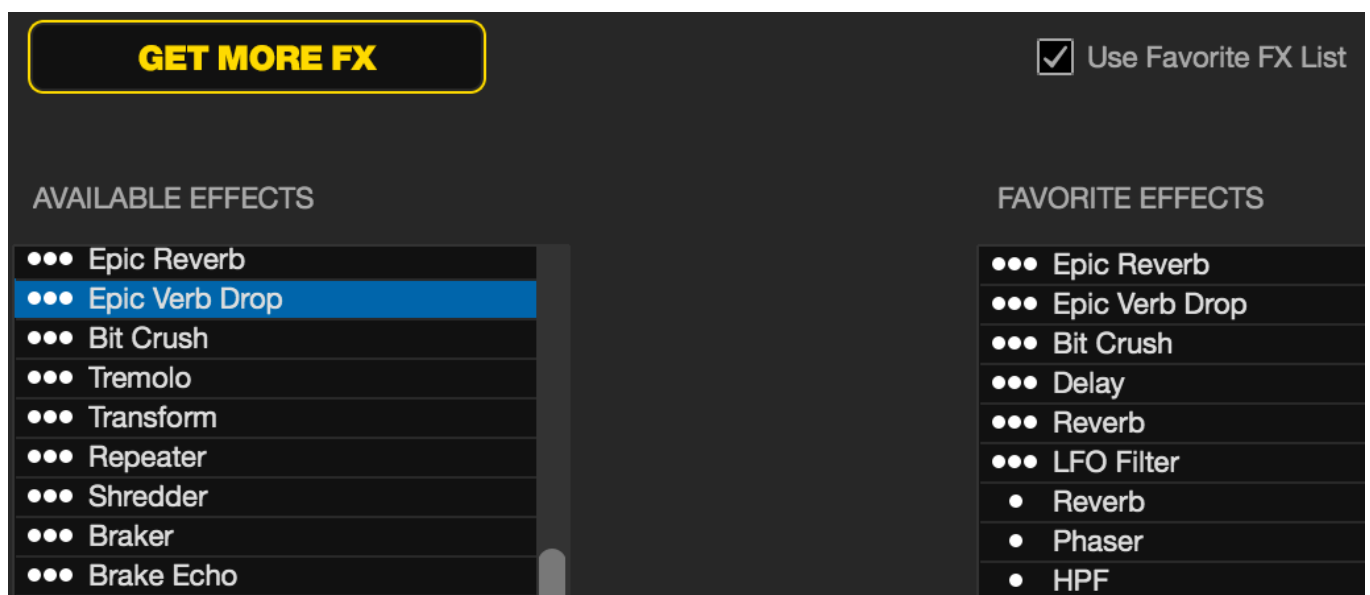 GET MORE FX
Use Favorite FX List
AVAILABLE EFFECTS
Epic Reverb
Epic Verb Drop
Bit Crush
Tremolo
Transform
Repeater
Shredder
Braker
Brake Echo
FAVORITE EFFECTS
Epic Reverb
Epic Verb Drop
Bit Crush
Delay
Reverb
LFO Filter
Reverb
Phaser
HPF